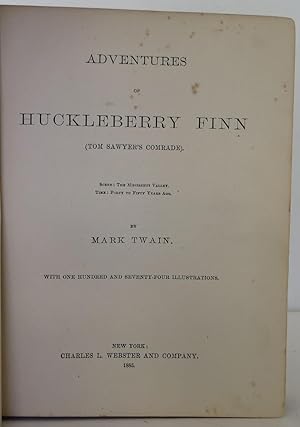 ADVENTURES
OF
HUCKLEBERRY FINN
(TOM SAWYER'S COMRADE).
SCENE: THE MISSISSIPPI VALLEY.
TIME: FORTY TO FIFTY YEARS AGO.
BY
MARK TWAIN.
WITH ONE HUNDRED AND SEVENTY-FOUR ILLUSTRATIONS.
NEW YORK:
CHARLES L. WEBSTER AND COMPANY.
1885.